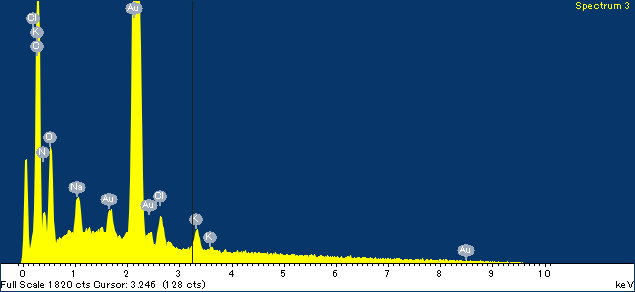 Spectrum 3
Cl
K
C
N
O
Na
Au
Au
Au
Cl
K
K
Au
0 1 2 3 4 5 6 7 8 9 10
Full Scale 1820 cts Cursor: 3.246 (128 cts) keV